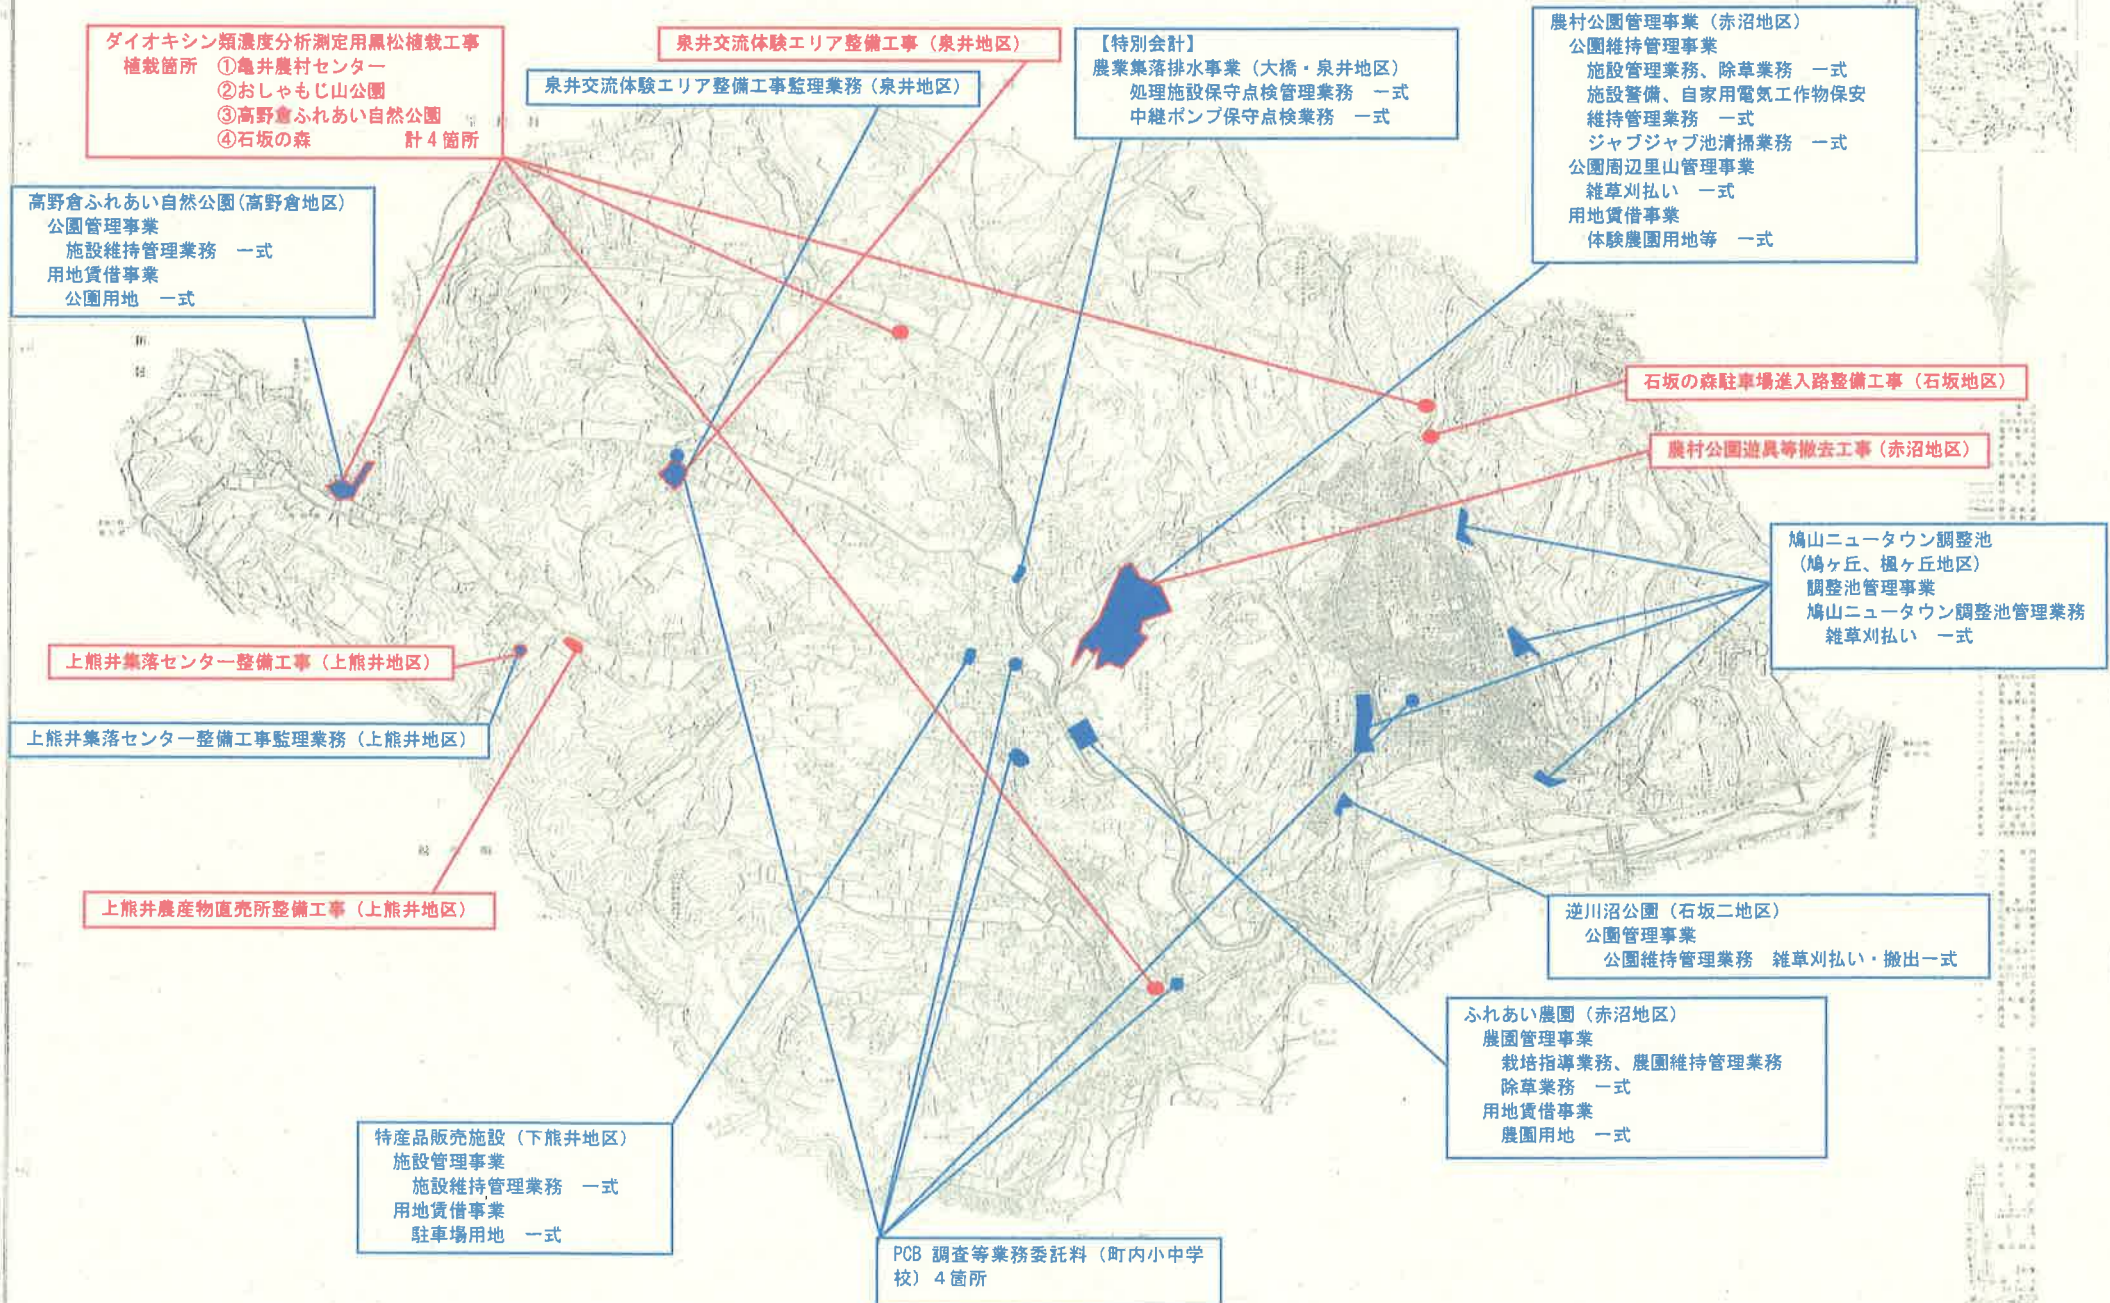 ダイオキシン類濃度分析測定用黒松植栽工事
植栽箇所 ①亀井農村センター
②おしゃもじ山公園
③高野倉ふれあい自然公園
④石坂の森 計4箇所
泉井交流体験エリア整備工事（泉井地区）
泉井交流体験エリア整備工事監理業務（泉井地区）
【特別会計】
農業集落排水事業（大橋・泉井地区）
処理施設保守点検管理業務 一式
中継ポンプ保守点検業務 一式
農村公園管理事業（赤沼地区）
公園維持管理事業
施設管理業務、除草業務 一式
施設警備、自家用電気工作物保安
維持管理業務 一式
ジャブジャブ池清掃業務 一式
公園周辺里山管理事業
雑草刈払い 一式
用地賃借事業
体験農園用地等 一式
高野倉ふれあい自然公園（高野倉地区）
公園管理事業
施設維持管理業務 一式
用地賃借事業
公園用地 一式
石坂の森駐車場進入路整備工事（石坂地区）
農村公園遊具等撤去工事（赤沼地区）
鳩山ニュータウン調整池
（鳩ヶ丘、楓ヶ丘地区）
調整池管理事業
鳩山ニュータウン調整池管理業務
雑草刈払い 一式
上熊井集落センター整備工事（上熊井地区）
上熊井集落センター整備工事監理業務（上熊井地区）
上熊井農産物直売所整備工事（上熊井地区）
逆川沼公園（石坂二地区）
公園管理事業
公園維持管理業務 雑草刈払い・搬出一式
ふれあい農園（赤沼地区）
農園管理事業
栽培指導業務、農園維持管理業務
除草業務 一式
用地賃借事業
農園用地 一式
特産品販売施設（下熊井地区）
施設管理事業
施設維持管理業務 一式
用地賃借事業
駐車場用地 一式
PCB 調査等業務委託料（町内小中学
校）４箇所